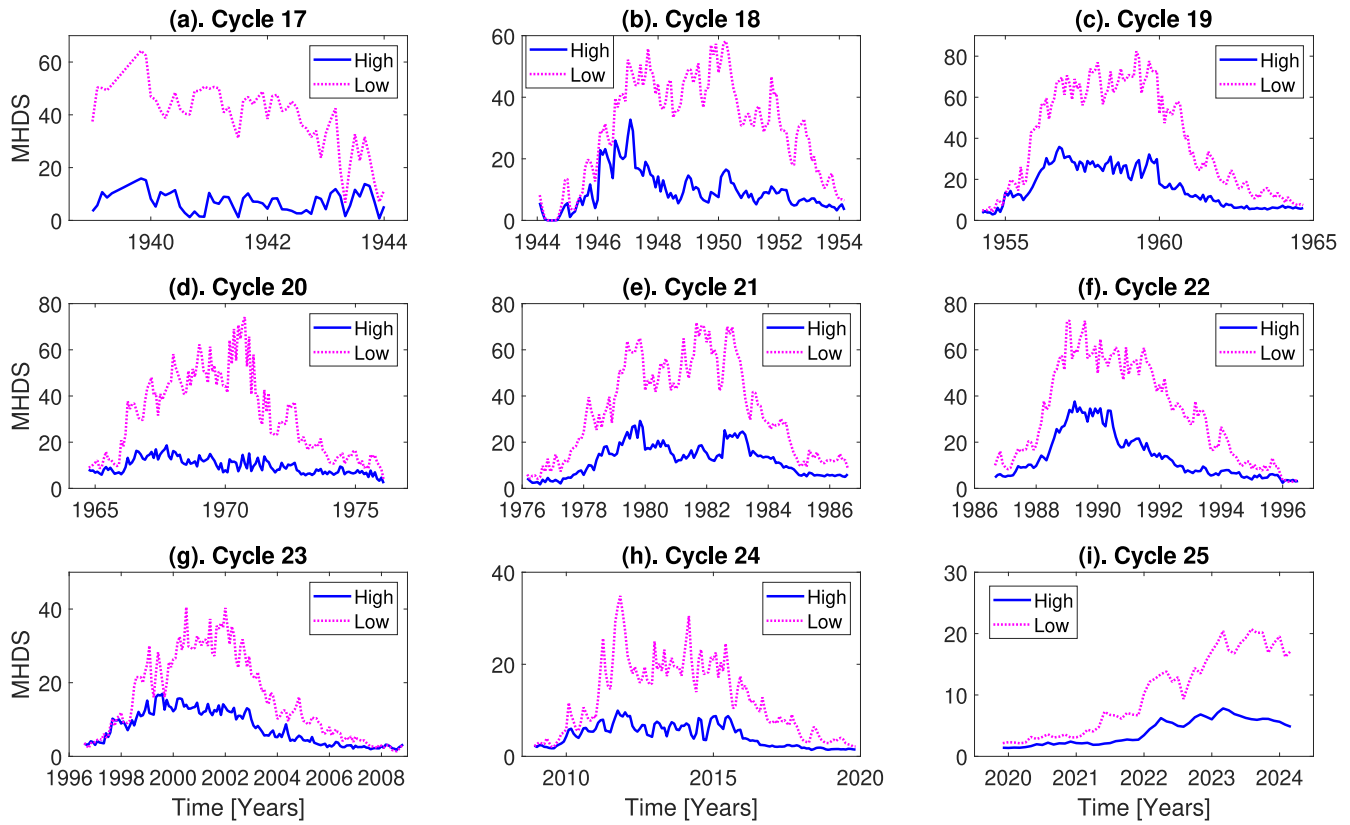 (a). Cycle 17
MHDS
60
40
20
0
1940
1942
1944
High
Low
(b). Cycle 18
60
40
20
0
1944
1946
1948
1950
1952
1954
High
Low
(c). Cycle 19
80
60
40
20
0
1955
1960
1965
High
Low
(d). Cycle 20
MHDS
80
60
40
20
0
1965
1970
1975
High
Low
(e). Cycle 21
80
60
40
20
0
1976
1978
1980
1982
1984
1986
High
Low
(f). Cycle 22
80
60
40
20
0
1986
1988
1990
1992
1994
1996
High
Low
(g). Cycle 23
MHDS
40
20
0
1996
1998
2000
2002
2004
2006
2008
Time [Years]
High
Low
(h). Cycle 24
40
20
0
2010
2015
2020
Time [Years]
High
Low
(i). Cycle 25
30
20
10
0
2020
2021
2022
2023
2024
Time [Years]
High
Low